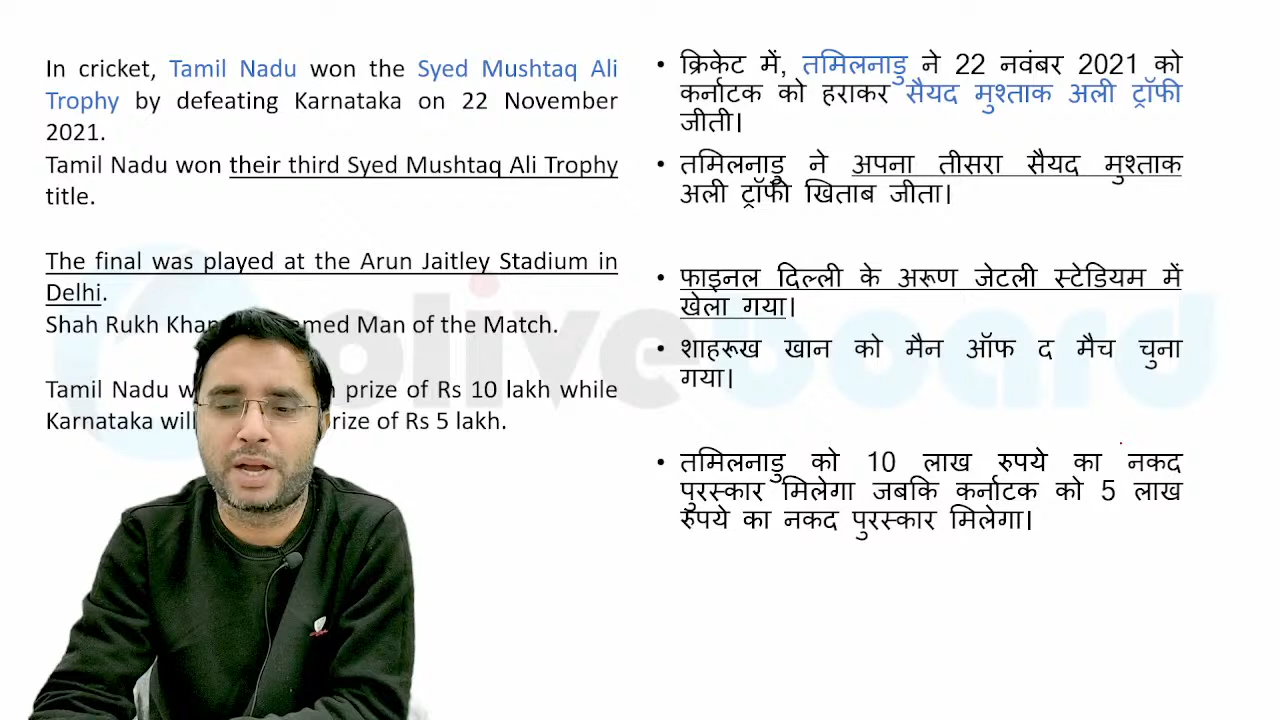 In cricket, Tamil Nadu won the Syed Mushtaq Ali
Trophy by defeating Karnataka on 22 November
2021.
Tamil Nadu won their third Syed Mushtaq Ali Trophy
title.
The final was played at the Arun Jaitley Stadium in
Delhi.
Shah Rukh Khan Man of the Match.
Tamil Nadu prize of Rs 10 lakh while
Karnataka will of Rs 5 lakh.
• क्रिकेट में, तमिलनाडु ने 22 नवंबर 2021 को
कर्नाटक को हराकर सैयद मुश्ताक अली ट्रॉफी
जीती।
• तमिलनाडु ने अपना तीसरा सैयद मुश्ताक
अली ट्रॉफी खिताब जीता।
• फाइनल दिल्ली के अरूण जेटली स्टेडियम में
खेला गया।
• शाहरूख खान को मैन ऑफ द मैच चुना
गया।
• तमिलनाडु को 10 लाख रुपये का नकद
पुरस्कार मिलेगा जबकि कर्नाटक को 5 लाख
रुपये का नकद पुरस्कार मिलेगा।
oliveboard